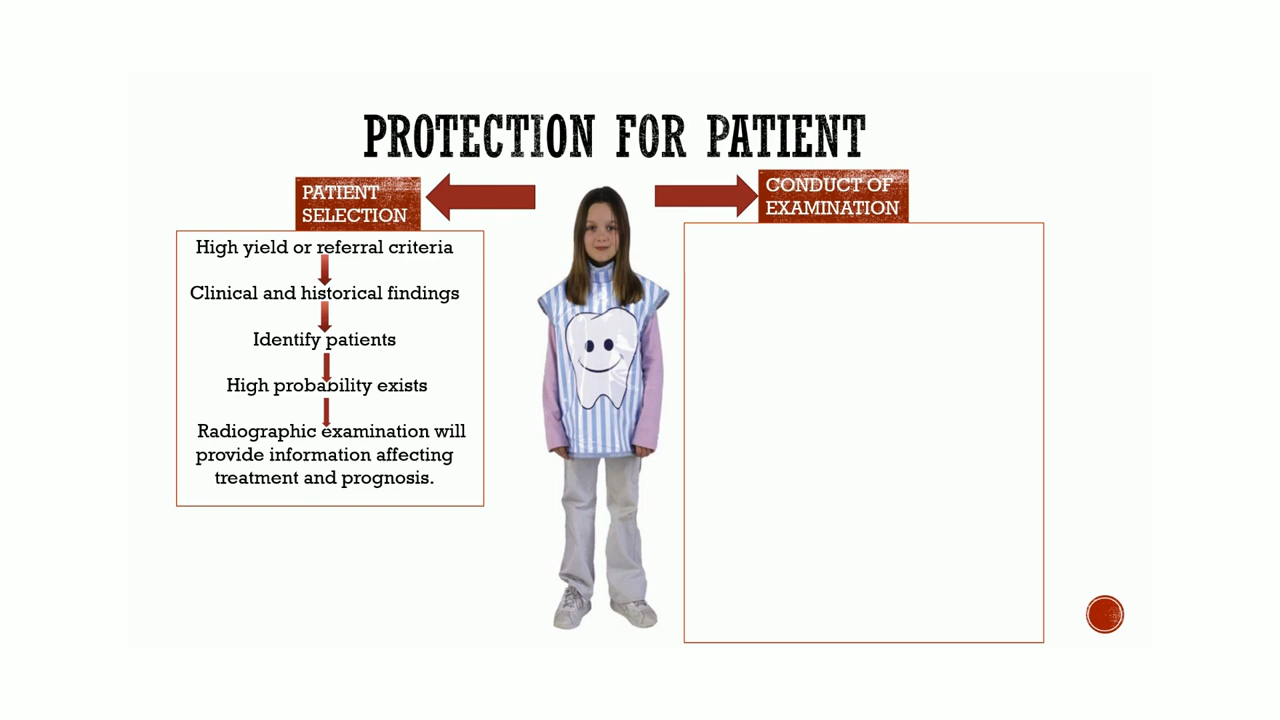 PROTECTION FOR PATIENT
PATIENT
SELECTION
High yield or referral criteria
Clinical and historical findings
Identify patients
High probability exists
Radiographic examination will
provide information affecting
treatment and prognosis.
CONDUCT OF
EXAMINATION